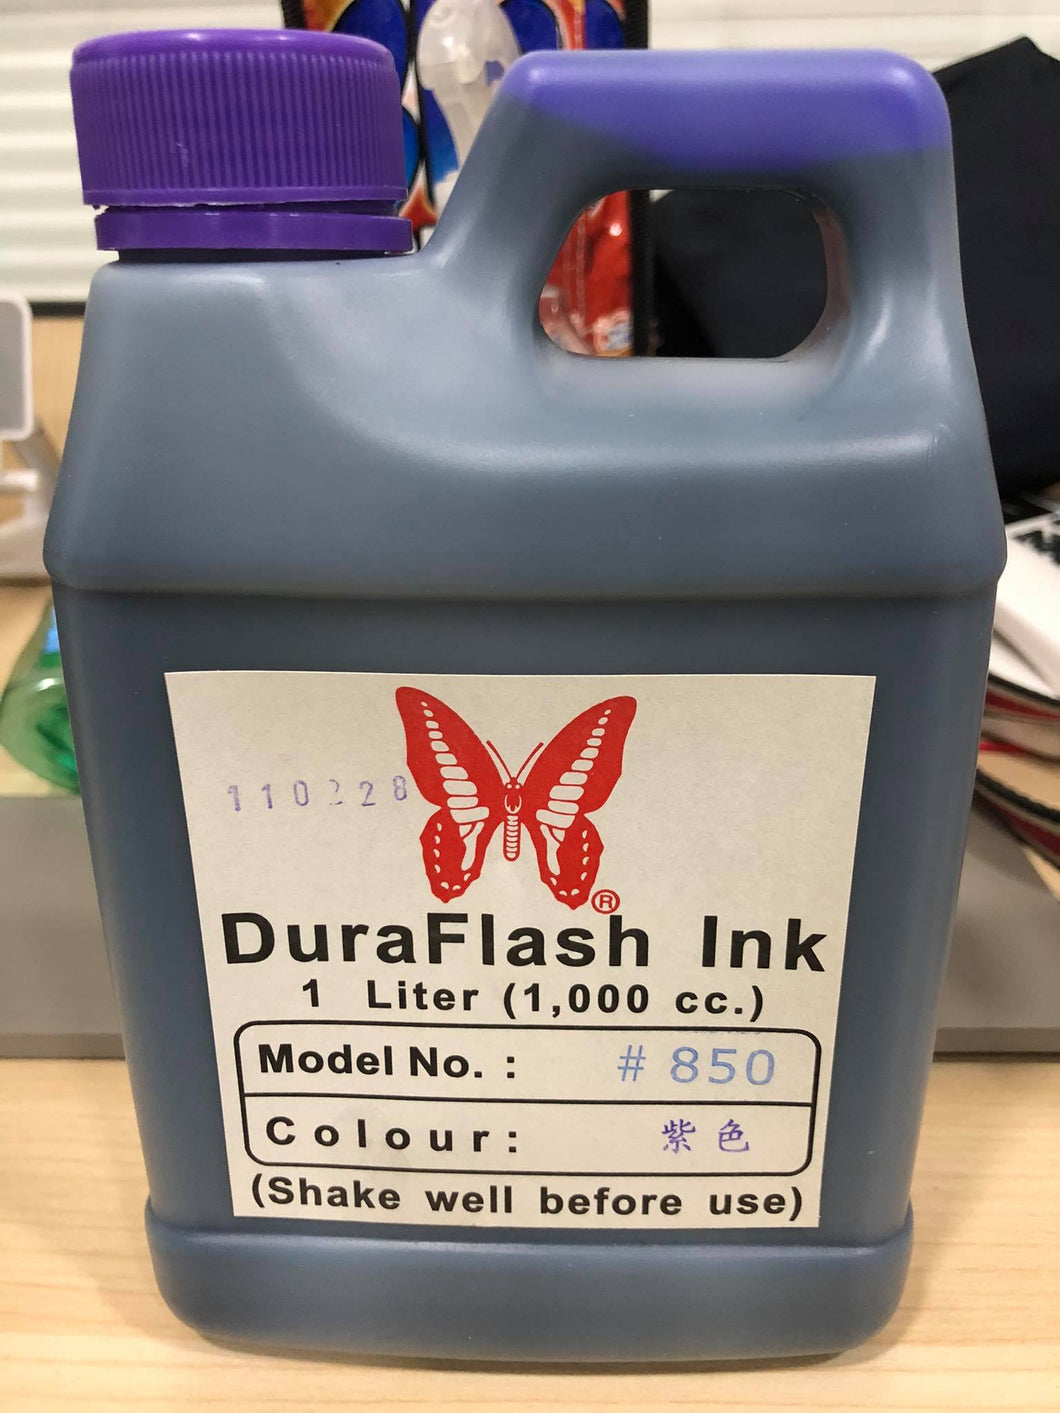 110228
®
DuraFlash Ink
1 Liter (1,000 cc.)
Model No. : # 850
Colour: 紫色
(Shake well before use)